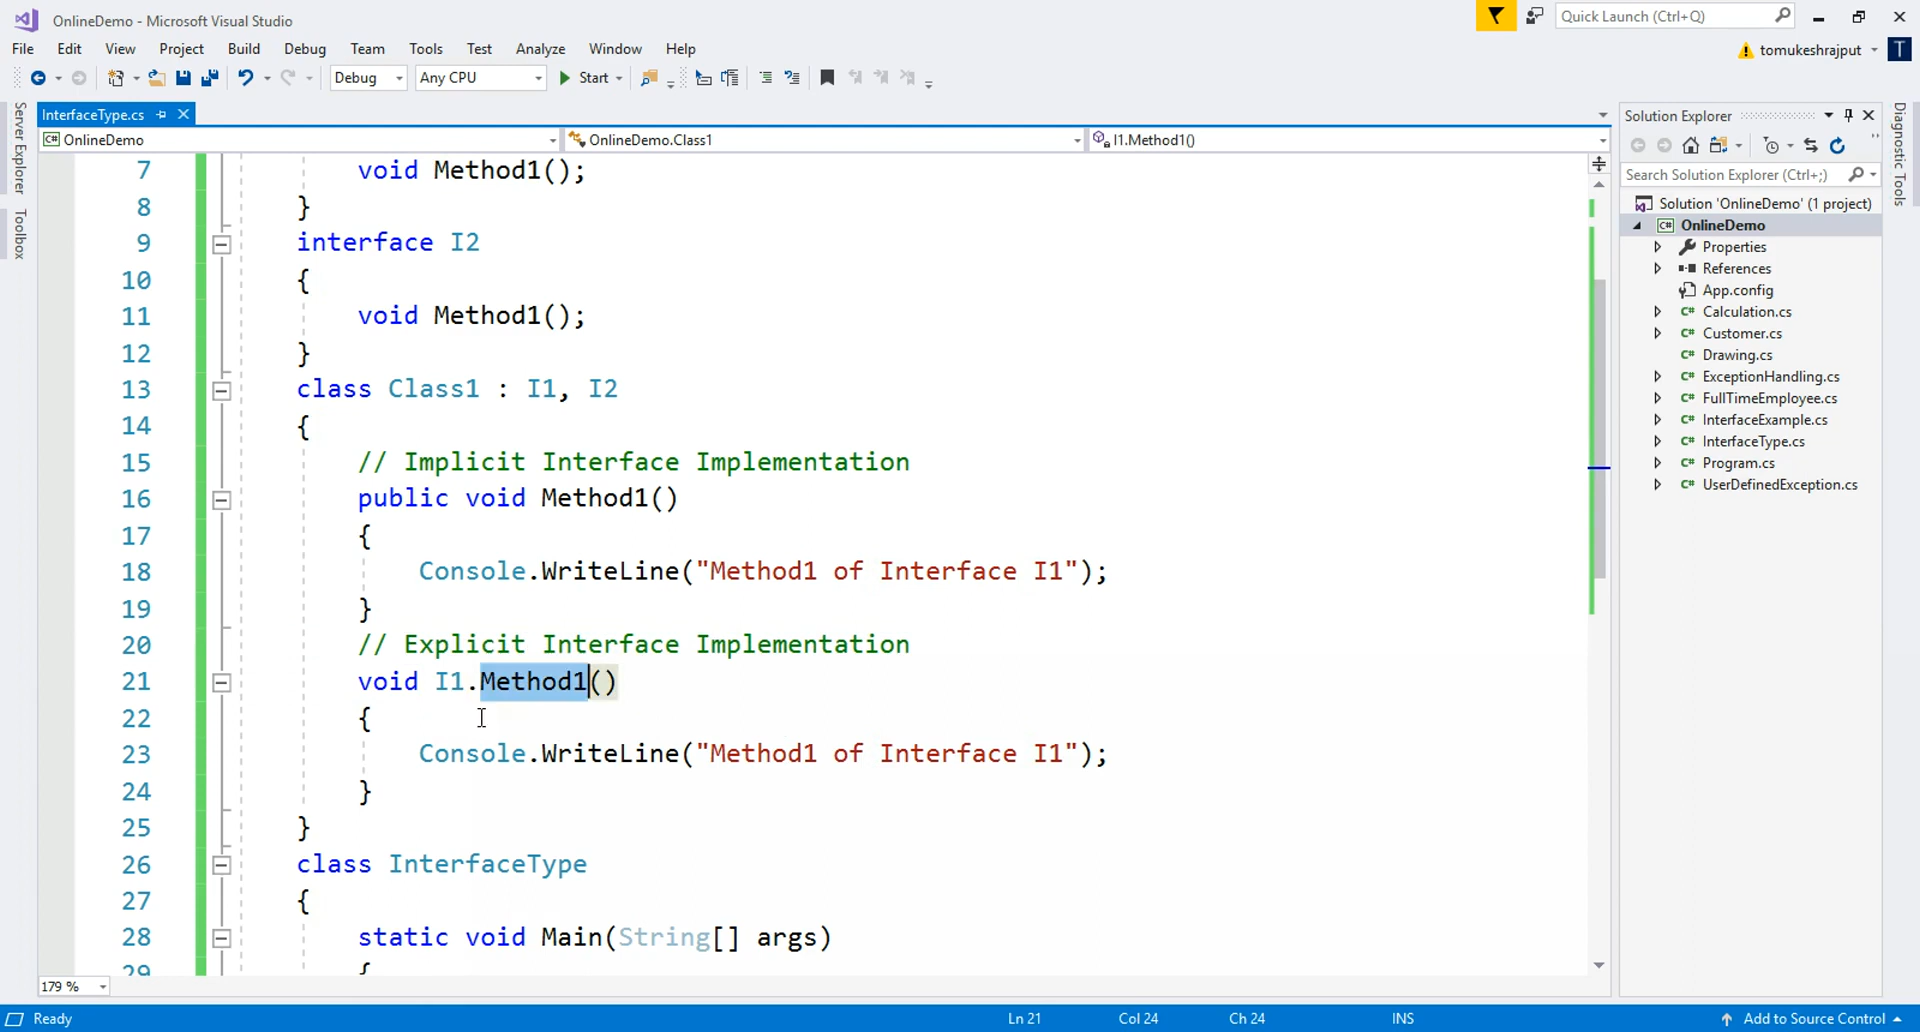 OnlineDemo - Microsoft Visual Studio
Quick Launch (Ctrl+Q)
File Edit View Project Build Debug Team Tools Test Analyze Window Help
tomukeshrajput T
Debug Any CPU Start
Server Explorer
Toolbox
InterfaceType.cs
C# OnlineDemo OnlineDemo.Class1 I1.Method1()
7 void Method1();
8 }
9 interface I2
10 {
11 void Method1();
12 }
13 class Class1 : I1, I2
14 {
15 // Implicit Interface Implementation
16 public void Method1()
17 {
18 Console.WriteLine("Method1 of Interface I1");
19 }
20 // Explicit Interface Implementation
21 void I1.Method1()
22 {
23 Console.WriteLine("Method1 of Interface I1");
24 }
25 }
26 class InterfaceType
27 {
28 static void Main(String[] args)
29 {
179 %
Solution Explorer
Search Solution Explorer (Ctrl+;)
Solution 'OnlineDemo' (1 project)
C# OnlineDemo
Properties
References
App.config
C# Calculation.cs
C# Customer.cs
C# Drawing.cs
C# ExceptionHandling.cs
C# FullTimeEmployee.cs
C# InterfaceExample.cs
C# InterfaceType.cs
C# Program.cs
C# UserDefinedException.cs
Diagnostic Tools
Ready Ln 21 Col 24 Ch 24 INS Add to Source Control